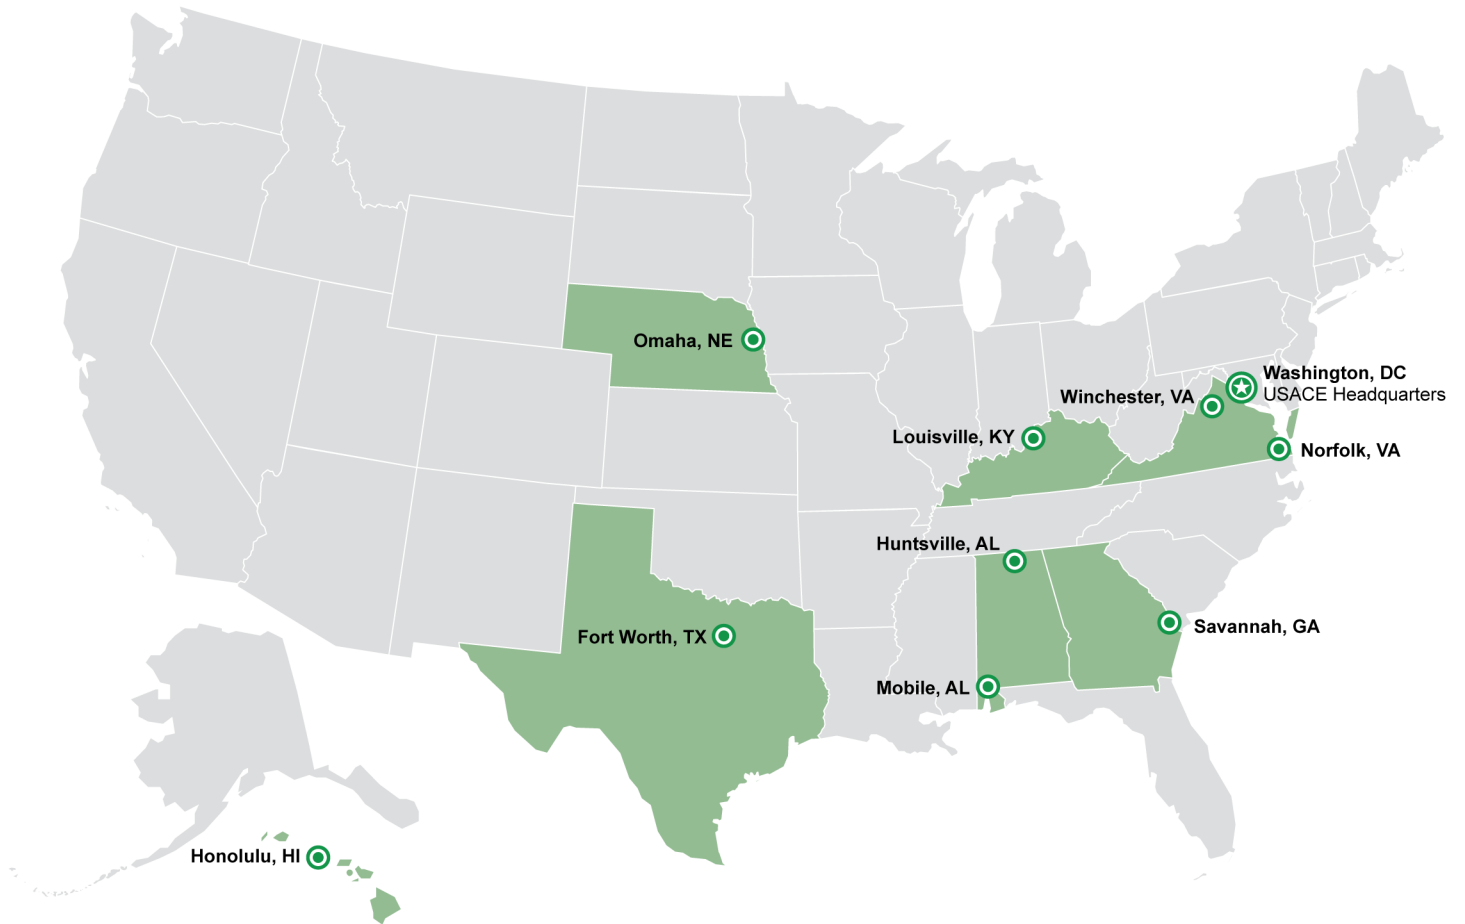 Omaha, NE
Washington, DC
USACE Headquarters
Winchester, VA
Louisville, KY
Norfolk, VA
Huntsville, AL
Savannah, GA
Fort Worth, TX
Mobile, AL
Honolulu, HI